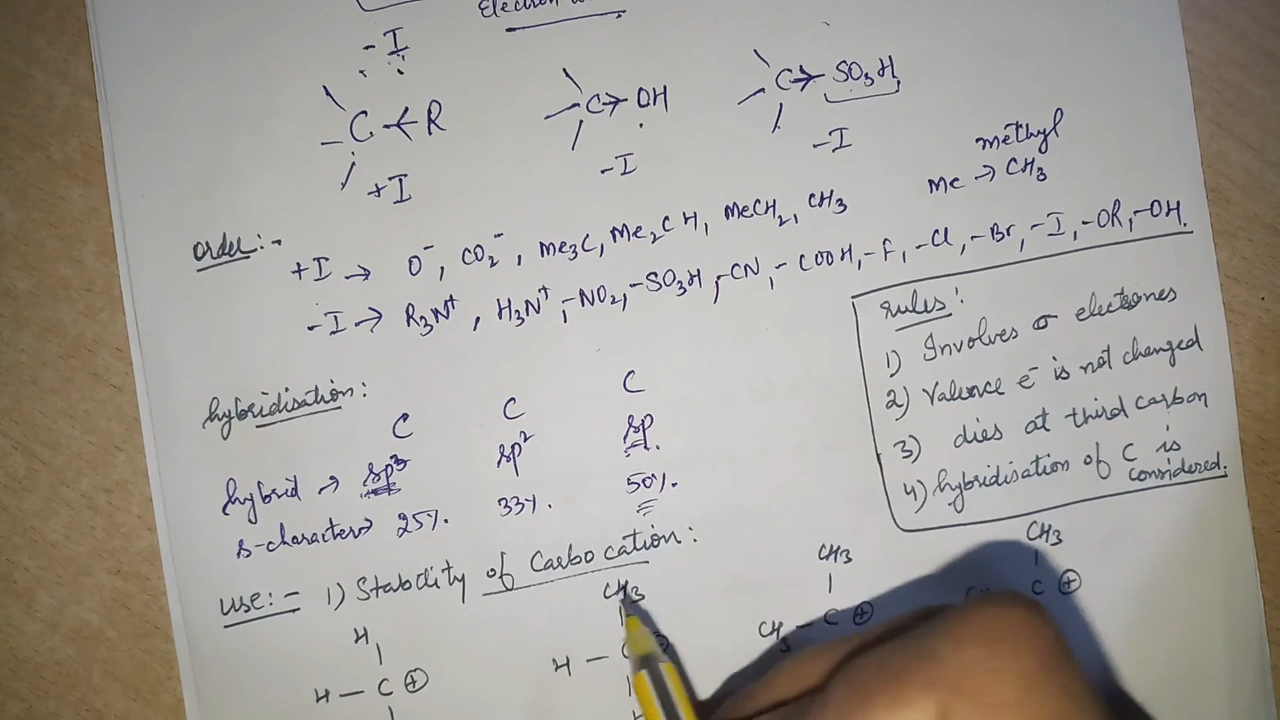 Electron
-I
C ← R
+I
C → OH
-I
C → SO3H
-I
methyl
Me → CH3
order:-
+I → O⁻, CO2⁻, Me3C, Me2CH, MeCH2, CH3
-I → R3N⁺, H3N⁺, -NO2, -SO3H, -CN, -COOH, -F, -Cl, -Br, -I, -OR, -OH.
rules:
1) Involves σ electrones
2) Valence e⁻ is not changed
3) dies at third carbon
4) hybridisation of C is
considered.
hybridisation:
C C C
hybrid → sp3 sp2 sp.
s-character→ 25%. 33%. 50%.
use:- 1) Stability of Carbocation:
H
H — C ⊕
CH3
H — C
CH3
CH3 — C ⊕
CH3
C ⊕